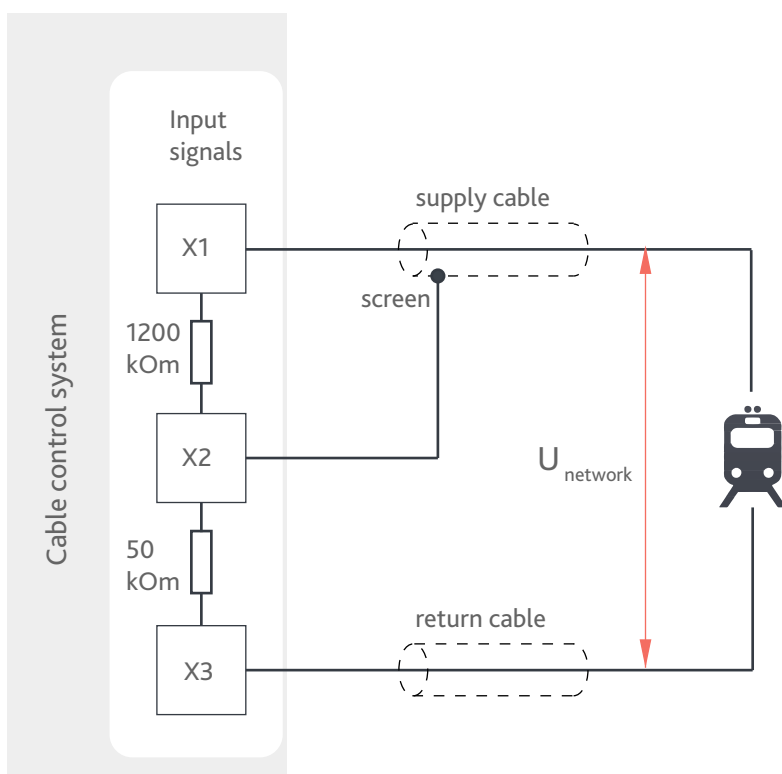 Cable control system
Input
signals
X1
1200
kOm
X2
50
kOm
X3
supply cable
screen
U network
return cable